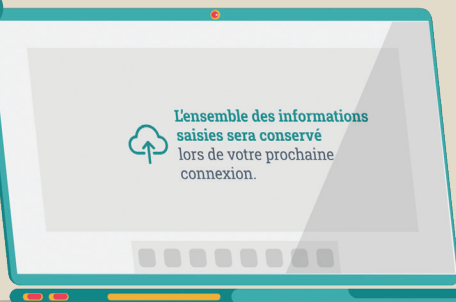 L'ensemble des informations
saisies sera conservé
lors de votre prochaine
connexion.